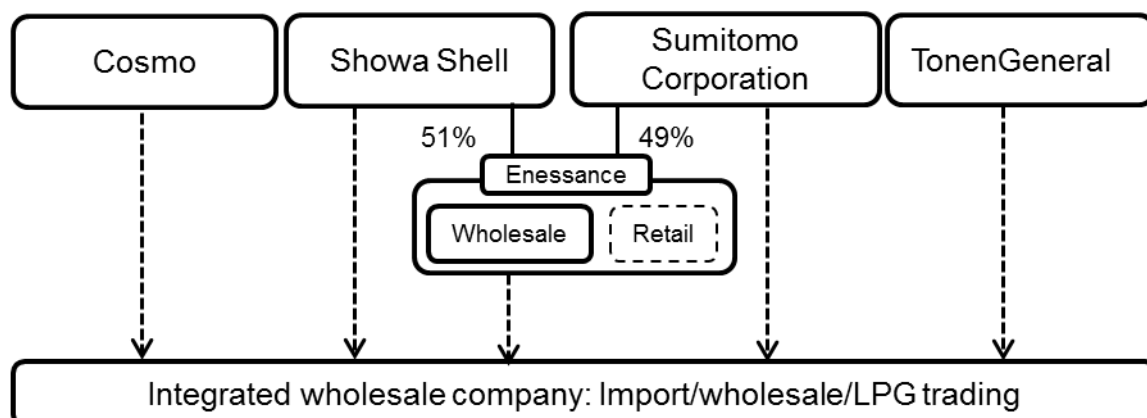 Cosmo
Showa Shell
Sumitomo
Corporation
TonenGeneral
51%
49%
Enessance
Wholesale
Retail
Integrated wholesale company: Import/wholesale/LPG trading